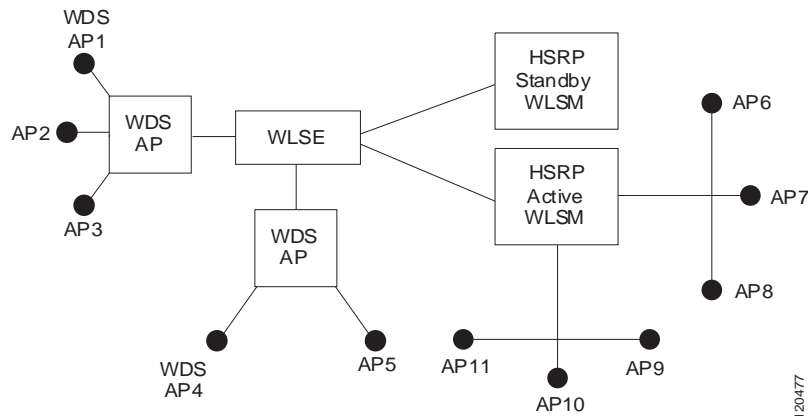 WDS
AP1
AP2
AP3
WDS
AP
WLSE
WDS
AP
WDS
AP4
AP5
HSRP
Standby
WLSM
HSRP
Active
WLSM
AP6
AP7
AP8
AP11
AP10
AP9
120477